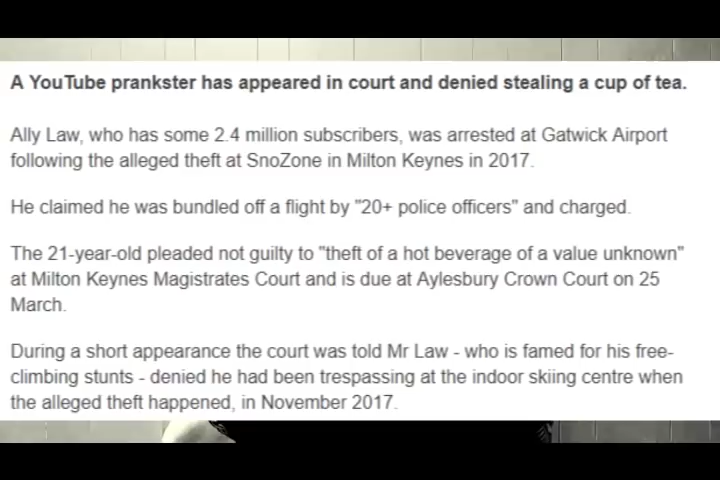 A YouTube prankster has appeared in court and denied stealing a cup of tea.
Ally Law, who has some 2.4 million subscribers, was arrested at Gatwick Airport
following the alleged theft at SnoZone in Milton Keynes in 2017.
He claimed he was bundled off a flight by "20+ police officers" and charged.
The 21-year-old pleaded not guilty to "theft of a hot beverage of a value unknown"
at Milton Keynes Magistrates Court and is due at Aylesbury Crown Court on 25
March.
During a short appearance the court was told Mr Law - who is famed for his free-
climbing stunts - denied he had been trespassing at the indoor skiing centre when
the alleged theft happened, in November 2017.